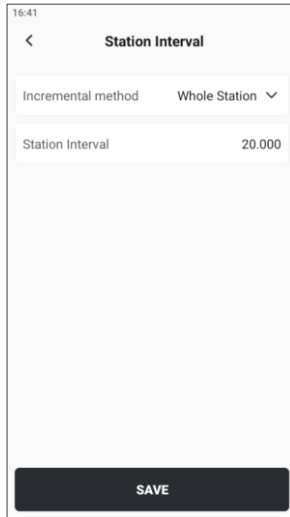 16:41
Station Interval
Incremental method Whole Station
Station Interval 20.000
SAVE